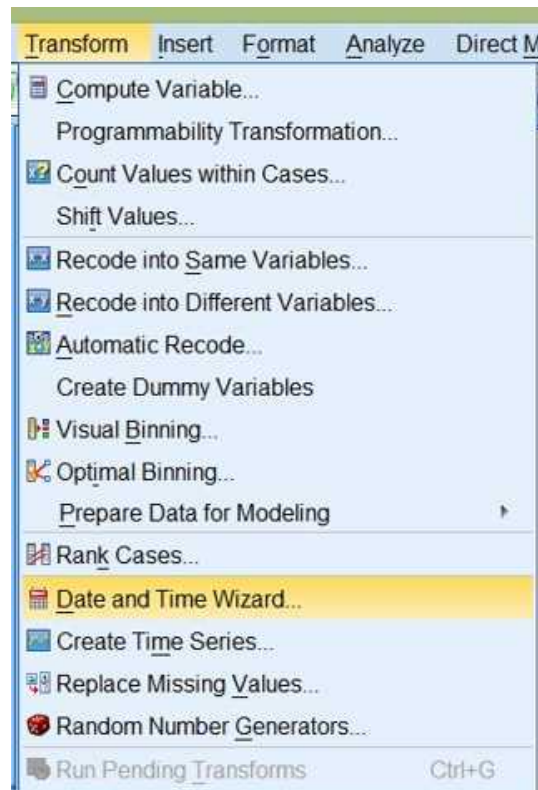 Transform Insert Format Analyze Direct M
Compute Variable...
Programmability Transformation...
Count Values within Cases...
Shift Values...
Recode into Same Variables...
Recode into Different Variables...
Automatic Recode...
Create Dummy Variables
Visual Binning...
Optimal Binning...
Prepare Data for Modeling
Rank Cases...
Date and Time Wizard...
Create Time Series...
Replace Missing Values...
Random Number Generators...
Run Pending Transforms Ctrl+G